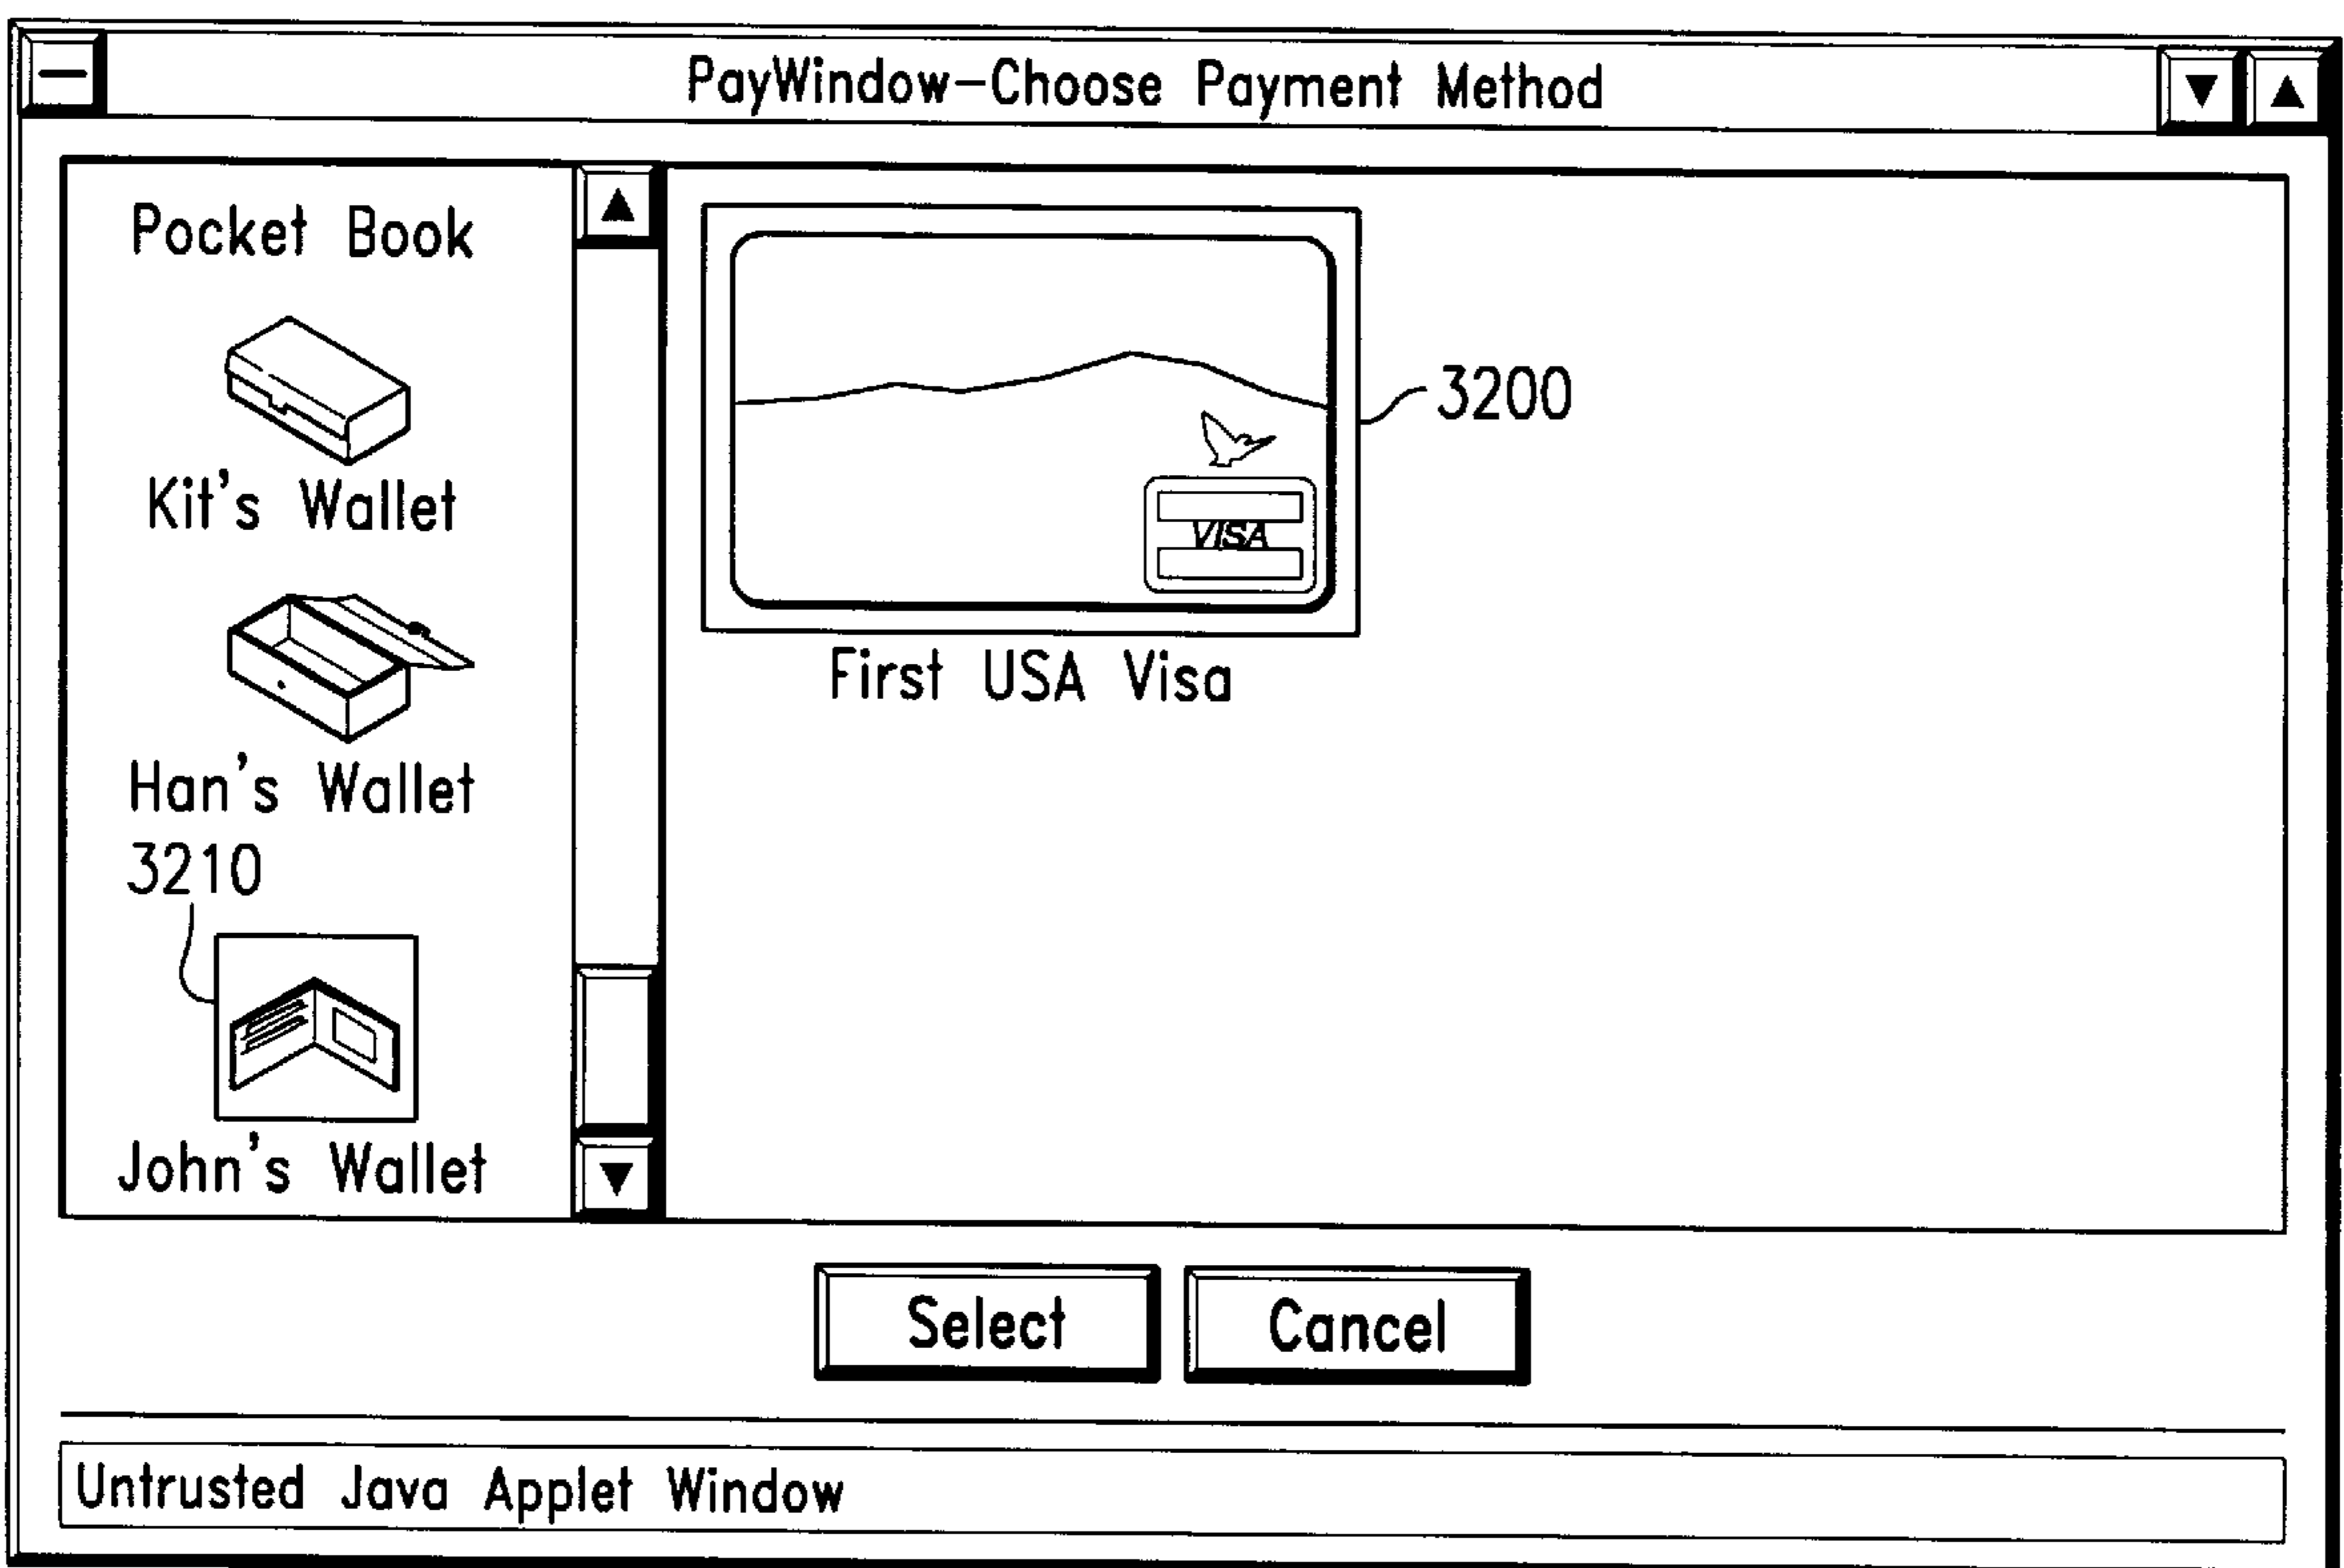 PayWindow-Choose Payment Method
Pocket Book
Kit's Wallet
Han's Wallet
3210
John's Wallet
VISA
3200
First USA Visa
Select Cancel
Untrusted Java Applet Window